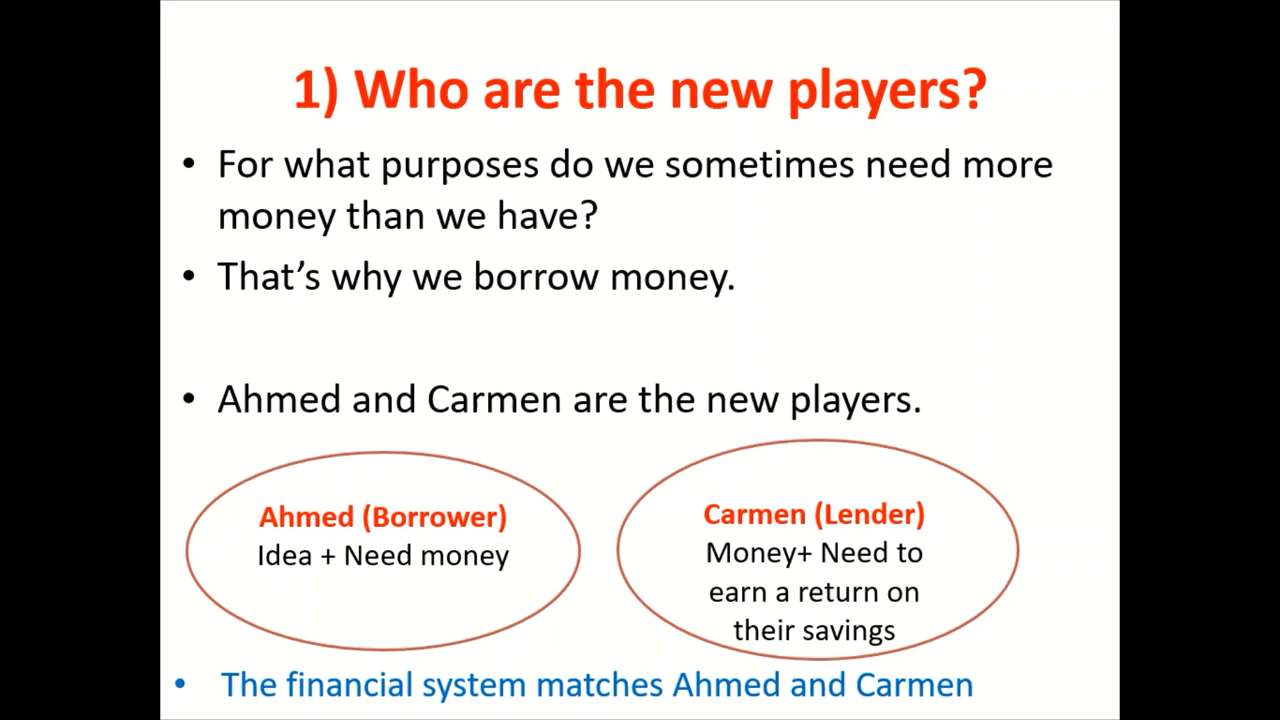 1) Who are the new players?
• For what purposes do we sometimes need more
money than we have?
• That’s why we borrow money.
• Ahmed and Carmen are the new players.
Ahmed (Borrower)
Idea + Need money
Carmen (Lender)
Money+ Need to
earn a return on
their savings
• The financial system matches Ahmed and Carmen